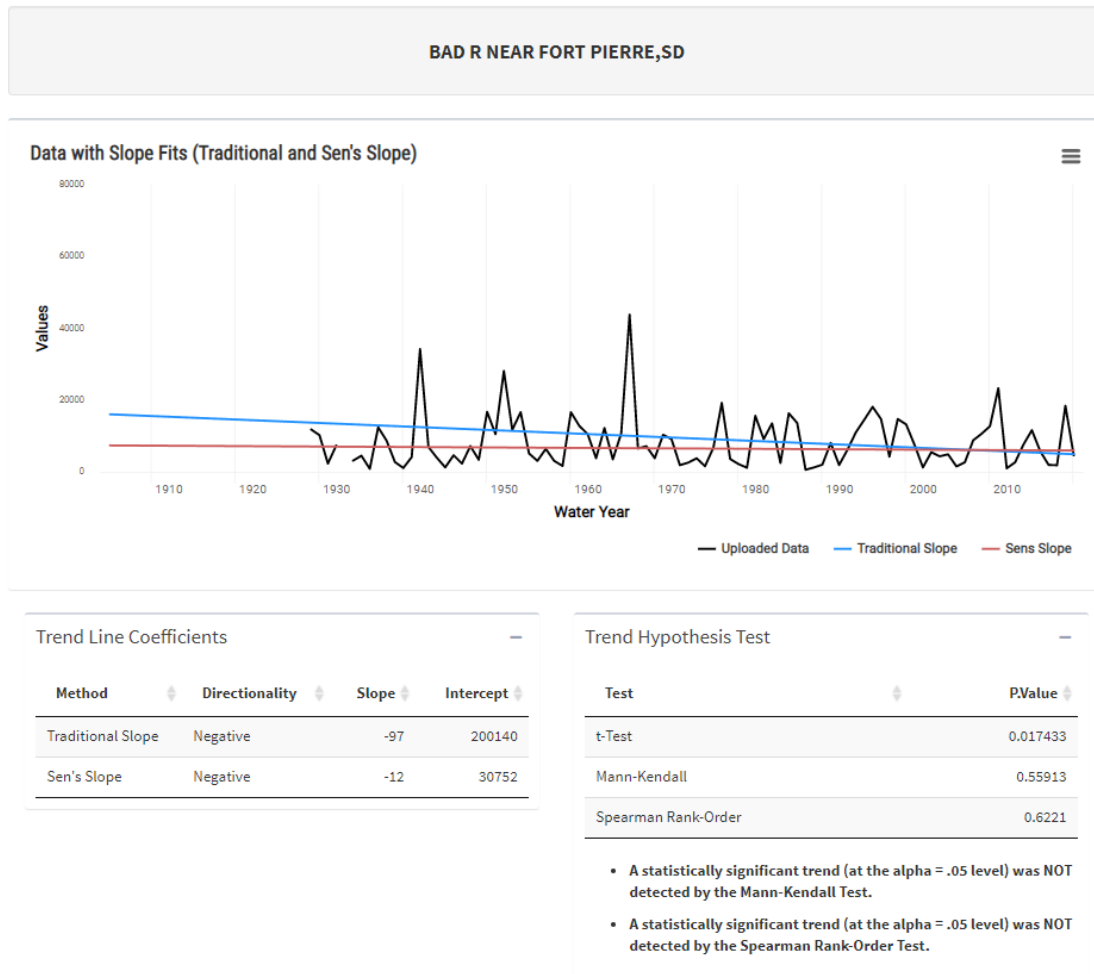 BAD R NEAR FORT PIERRE,SD
Data with Slope Fits (Traditional and Sen's Slope)
80000
60000
40000
20000
0
Values
1910 1920 1930 1940 1950 1960 1970 1980 1990 2000 2010
Water Year
Uploaded Data Traditional Slope Sens Slope
Trend Line Coefficients
Method Directionality Slope Intercept
Traditional Slope Negative -97 200140
Sen's Slope Negative -12 30752
Trend Hypothesis Test
Test P.Value
t-Test 0.017433
Mann-Kendall 0.55913
Spearman Rank-Order 0.6221
• A statistically significant trend (at the alpha = .05 level) was NOT
detected by the Mann-Kendall Test.
• A statistically significant trend (at the alpha = .05 level) was NOT
detected by the Spearman Rank-Order Test.